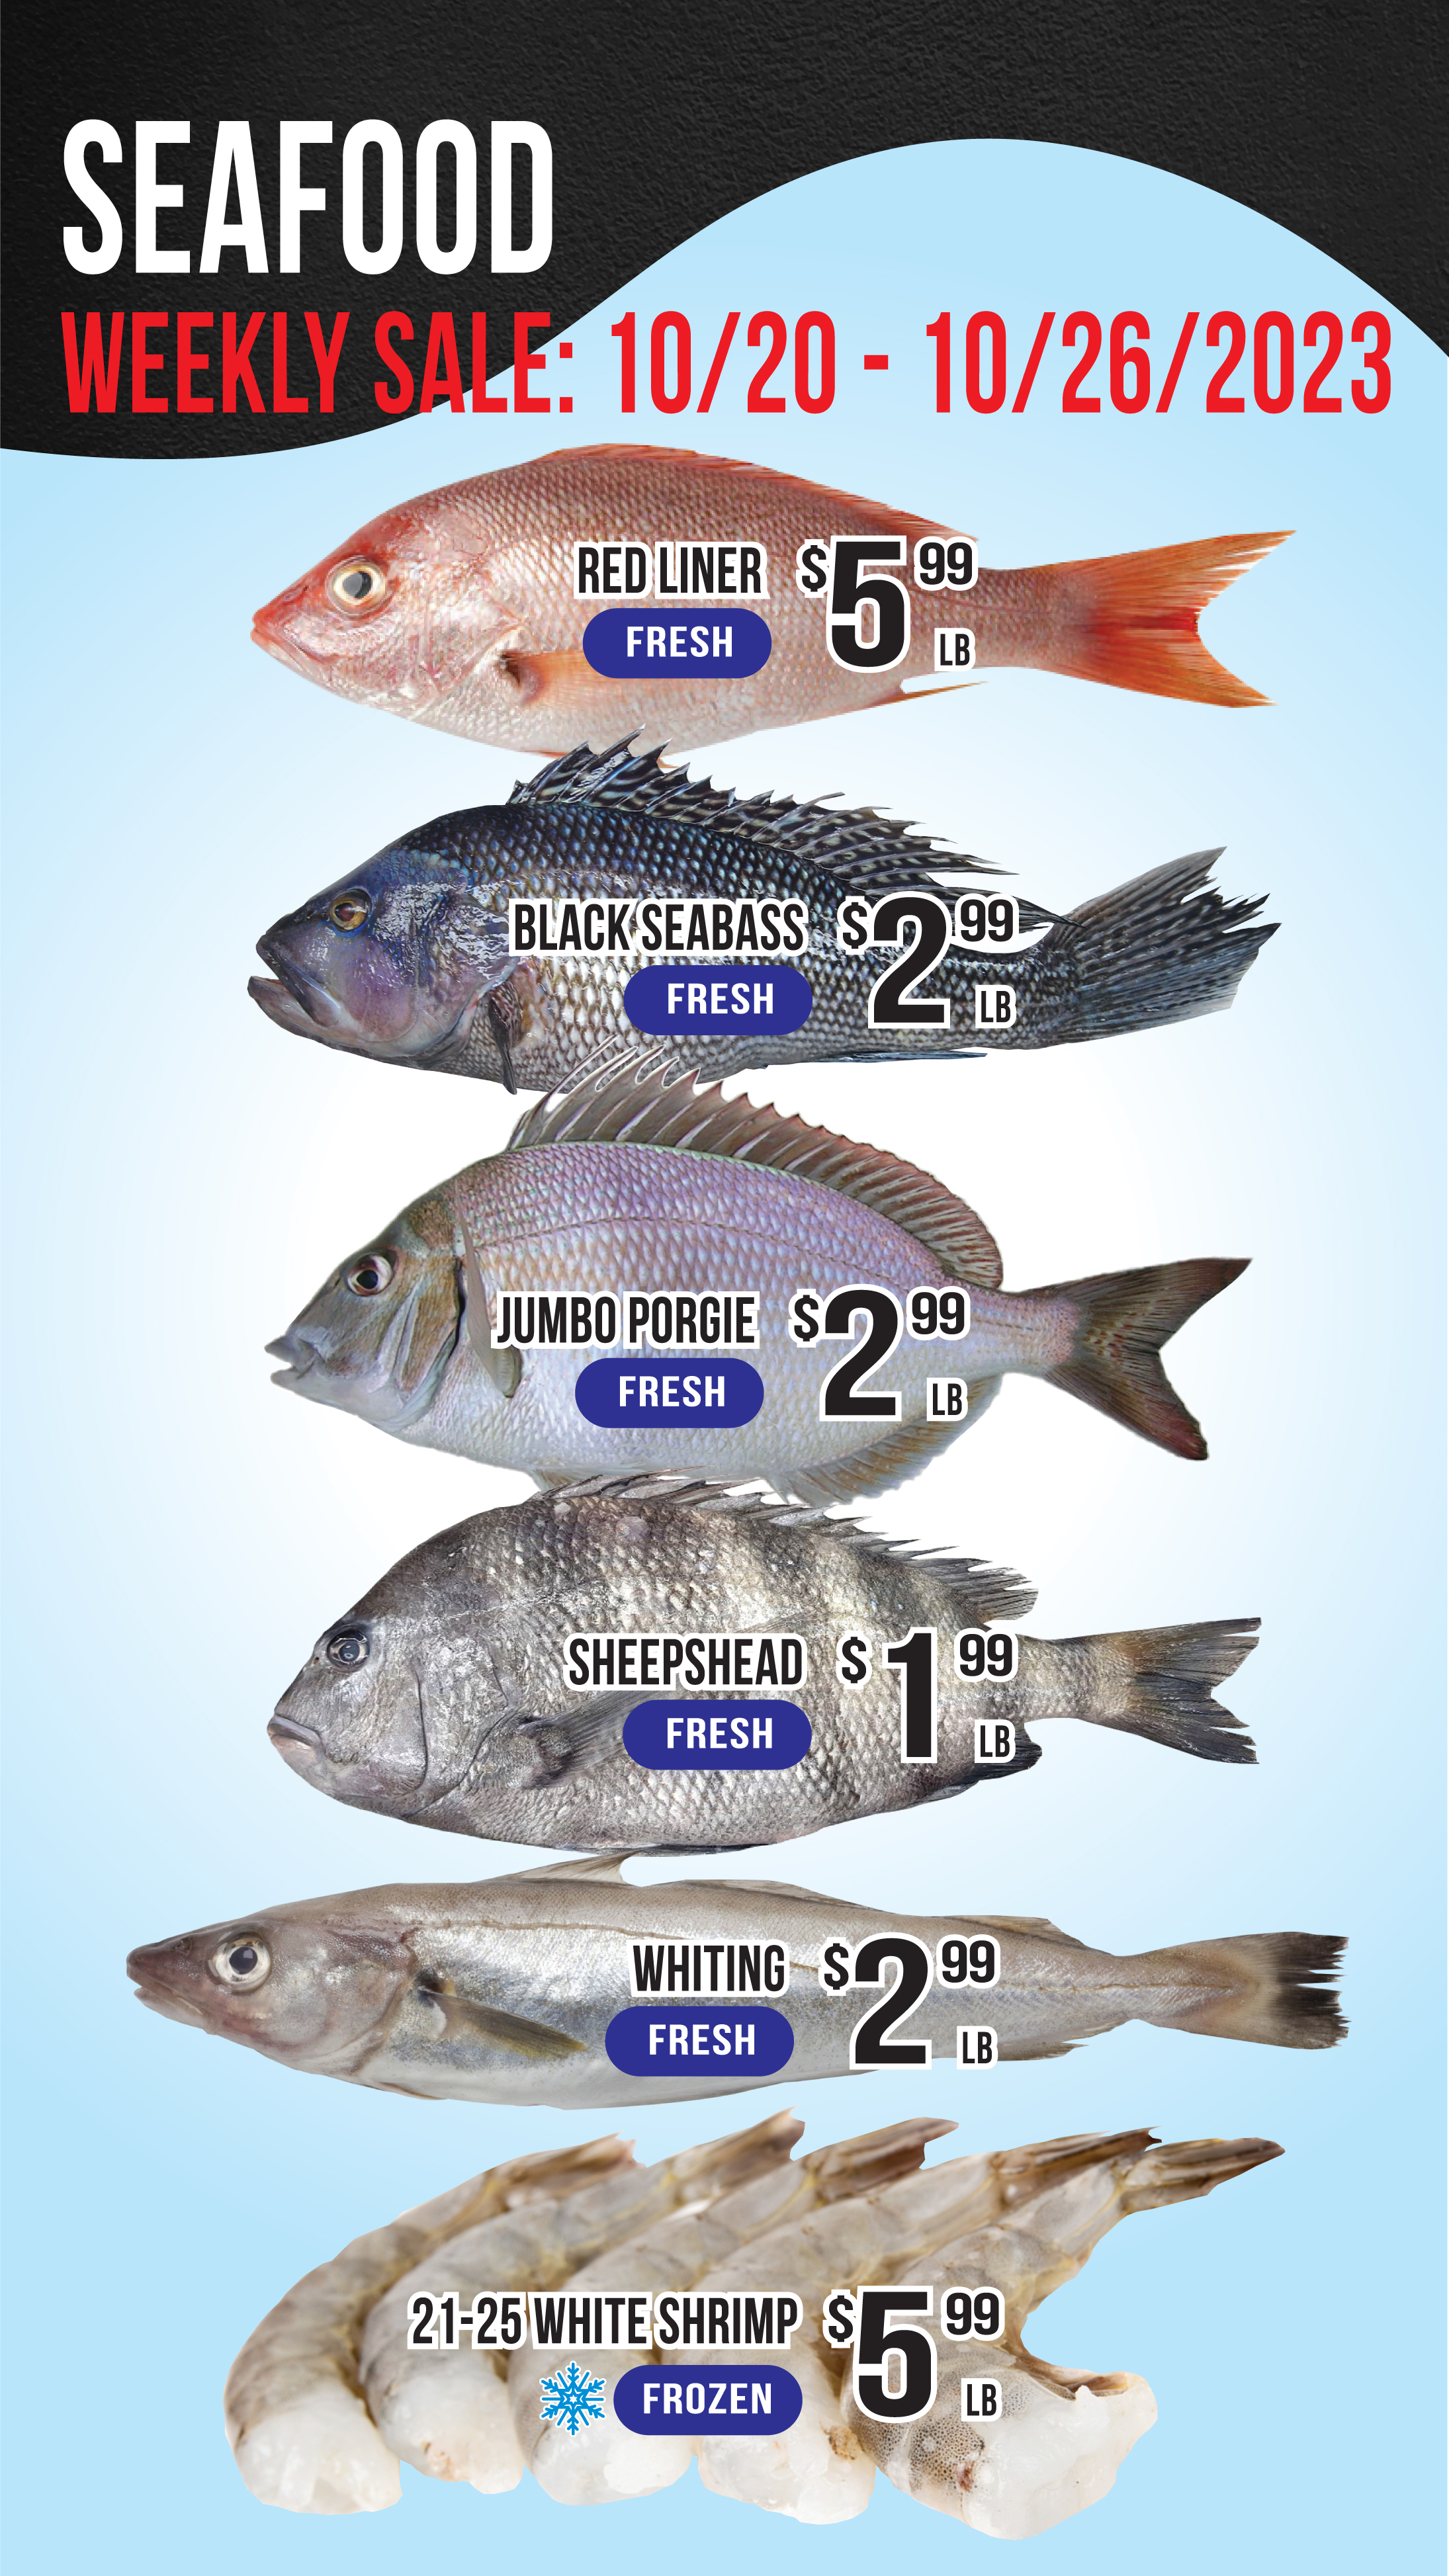 SEAFOOD
WEEKLY SALE: 10/20 - 10/26/2023
RED LINER $5 99 LB
FRESH
BLACK SEABASS $2 99 LB
FRESH
JUMBO PORGIE $2 99 LB
FRESH
SHEEPSHEAD $1 99 LB
FRESH
WHITING $2 99 LB
FRESH
21-25 WHITE SHRIMP $5 99 LB
FROZEN